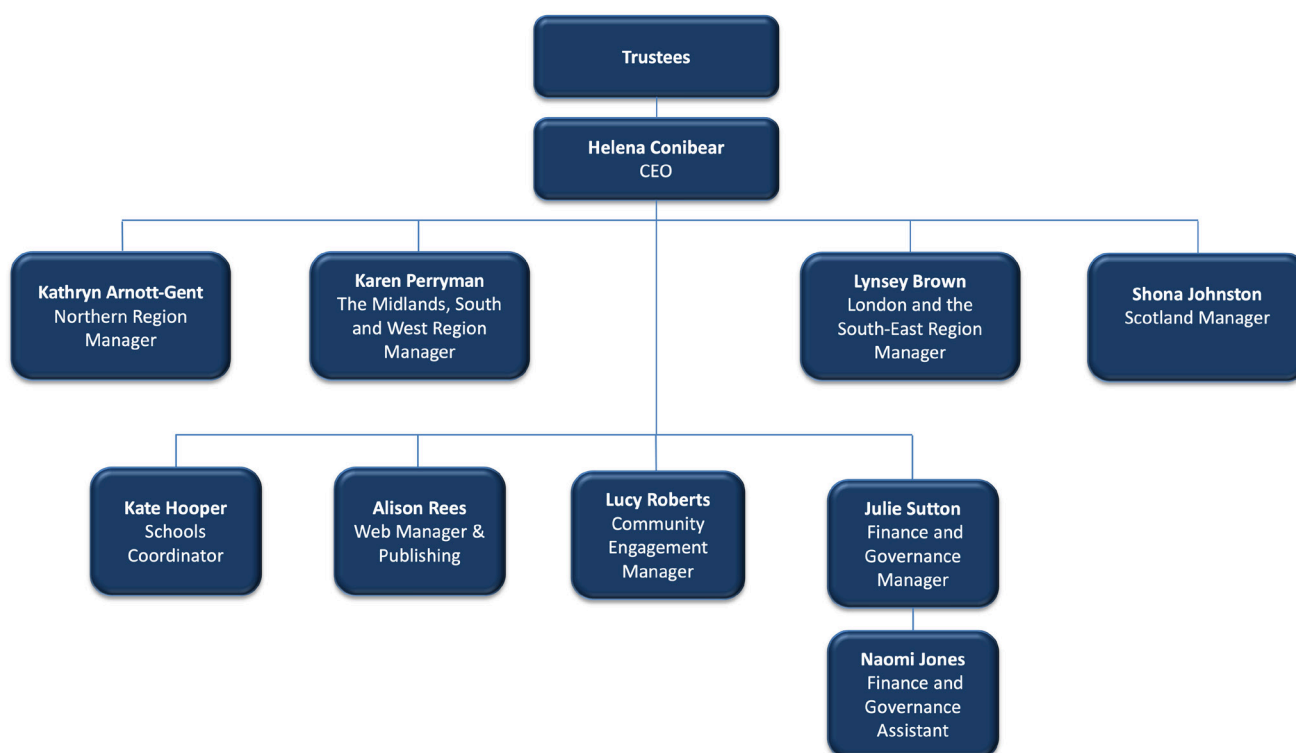 Trustees
Helena Conibear
CEO
Kathryn Arnott-Gent
Northern Region
Manager
Karen Perryman
The Midlands, South
and West Region
Manager
Lynsey Brown
London and the
South-East Region
Manager
Shona Johnston
Scotland Manager
Kate Hooper
Schools
Coordinator
Alison Rees
Web Manager &
Publishing
Lucy Roberts
Community
Engagement
Manager
Julie Sutton
Finance and
Governance
Manager
Naomi Jones
Finance and
Governance
Assistant